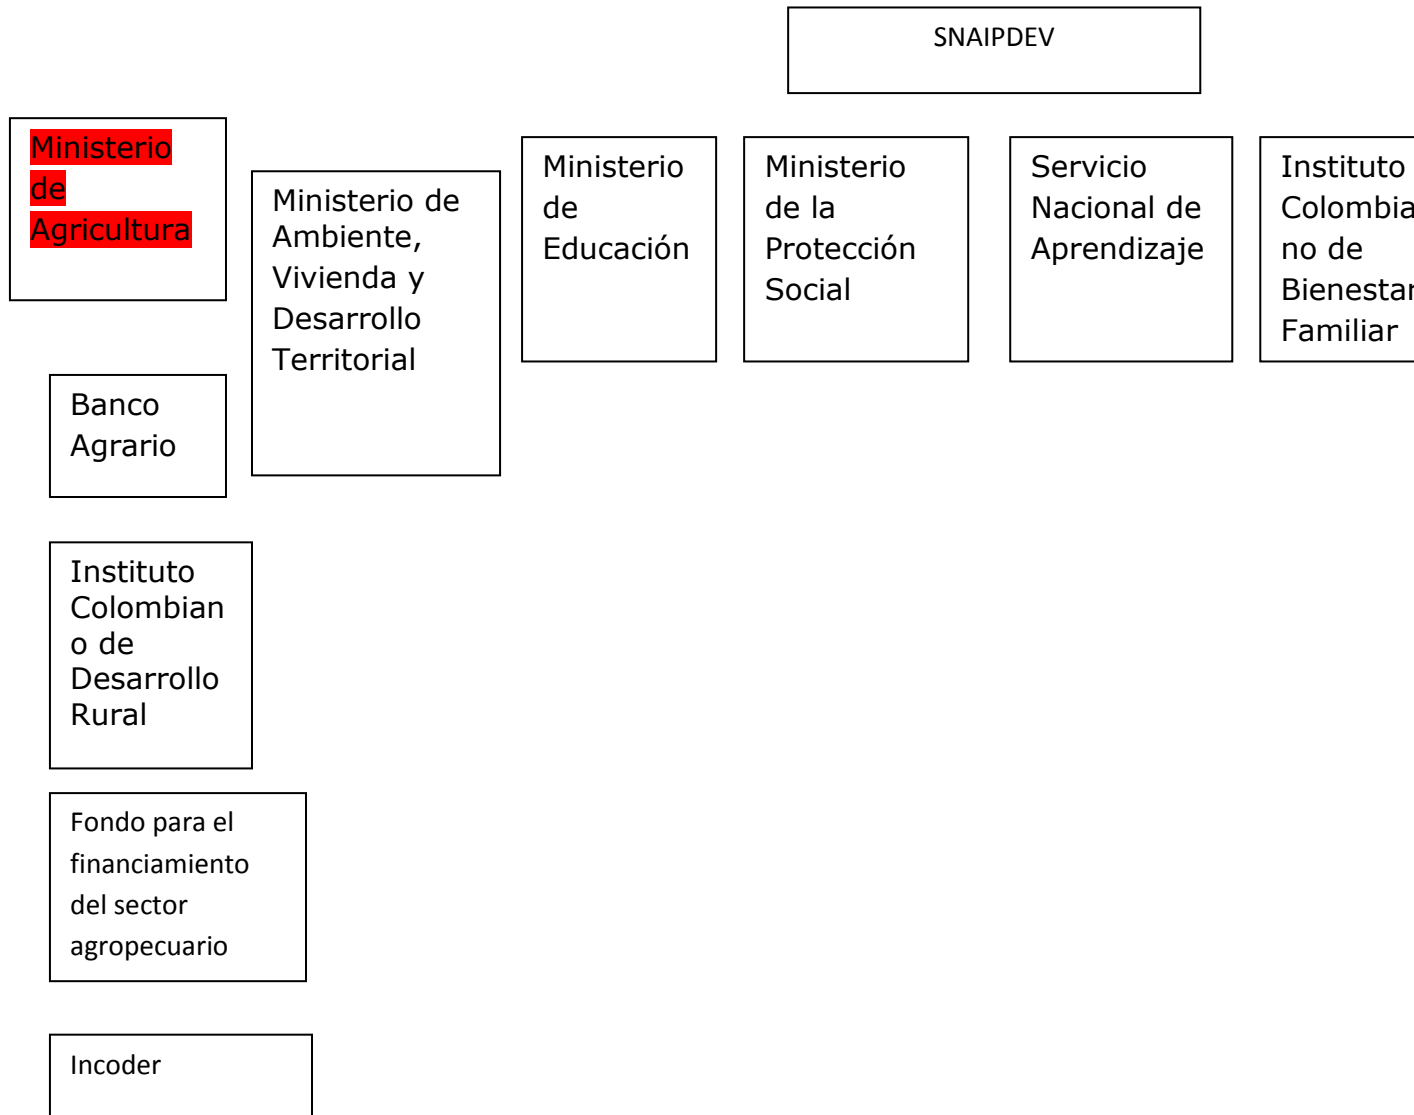 SNAIPDEV
Ministerio
de
Agricultura
Ministerio de
Ambiente,
Vivienda y
Desarrollo
Territorial
Ministerio
de
Educación
Ministerio
de la
Protección
Social
Servicio
Nacional de
Aprendizaje
Instituto
Colombia
no de
Bienestar
Familiar
Banco
Agrario
Instituto
Colombian
o de
Desarrollo
Rural
Fondo para el
financiamiento
del sector
agropecuario
Incoder